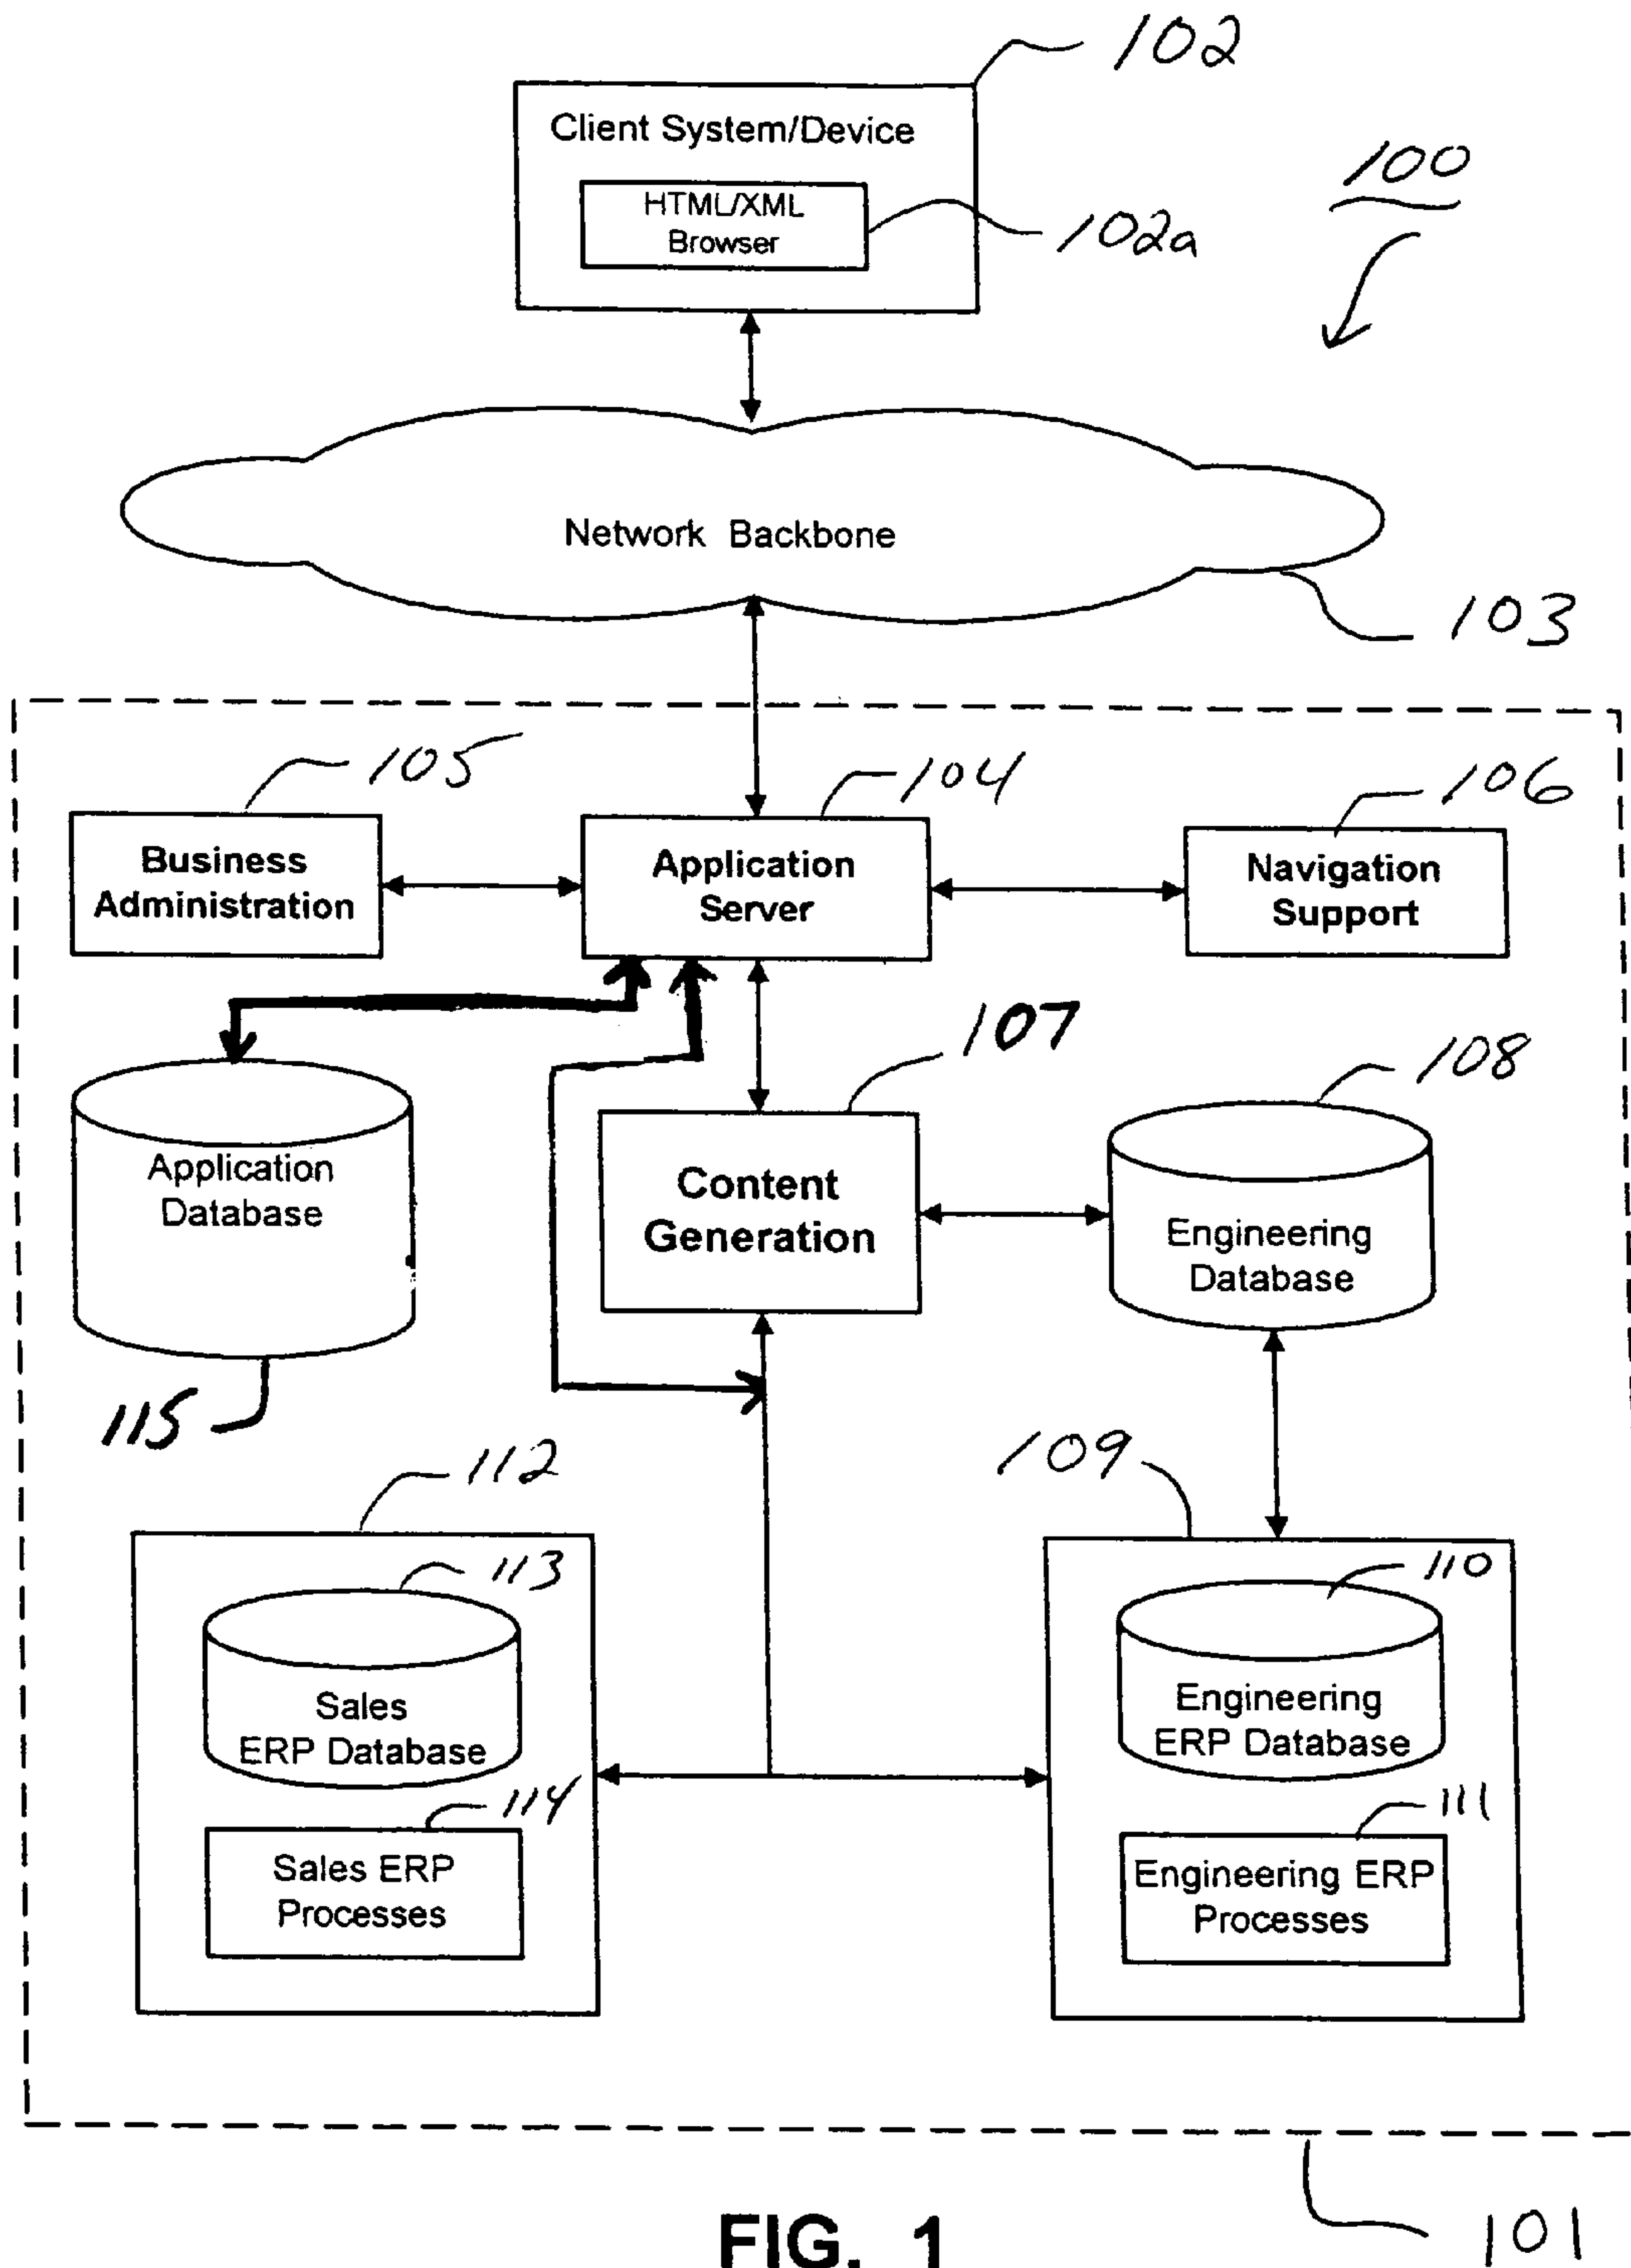 102
Client System/Device
100
HTML/XML
Browser
102a
Network Backbone
103
105
104
106
Business
Administration
Application
Server
Navigation
Support
107
108
Application
Database
Content
Generation
Engineering
Database
115
112
109
113
110
Sales
ERP Database
Engineering
ERP Database
114
111
Sales ERP
Processes
Engineering ERP
Processes
FIG. 1
101